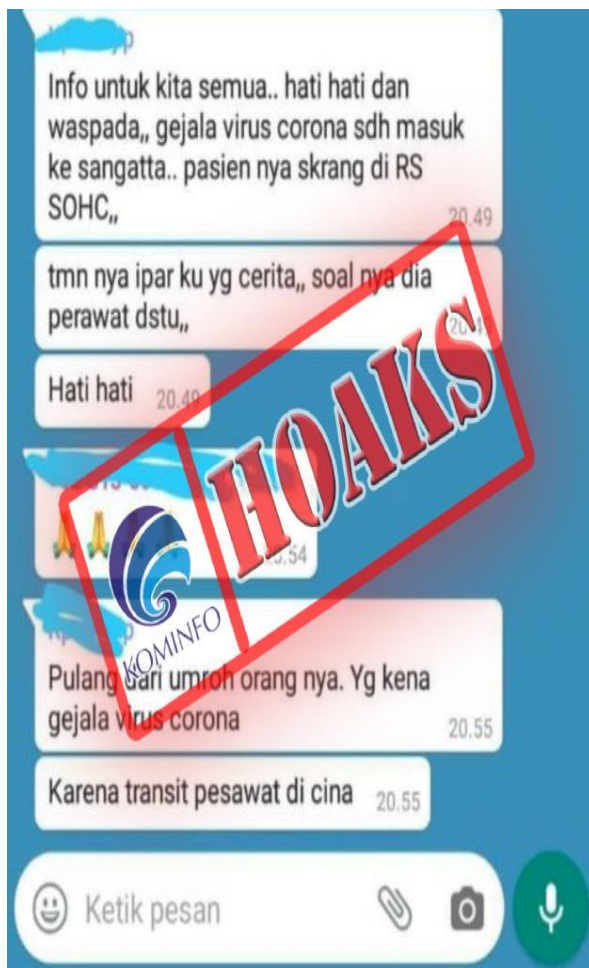 Info untuk kita semua.. hati hati dan
waspada,, gejala virus corona sdh masuk
ke sangatta.. pasien nya skrang di RS
SOHC,,
20.49
tmn nya ipar ku yg cerita,, soal nya dia
perawat dstu,,
20.49
Hati hati 20.49
HOAKS
KOMINFO
Pulang dari umroh orang nya. Yg kena
gejala virus corona
20.55
Karena transit pesawat di cina 20.55
Ketik pesan